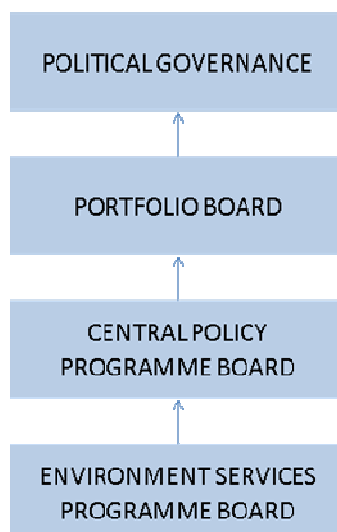 POLITICAL GOVERNANCE
PORTFOLIO BOARD
CENTRAL POLICY
PROGRAMME BOARD
ENVIRONMENT SERVICES
PROGRAMME BOARD